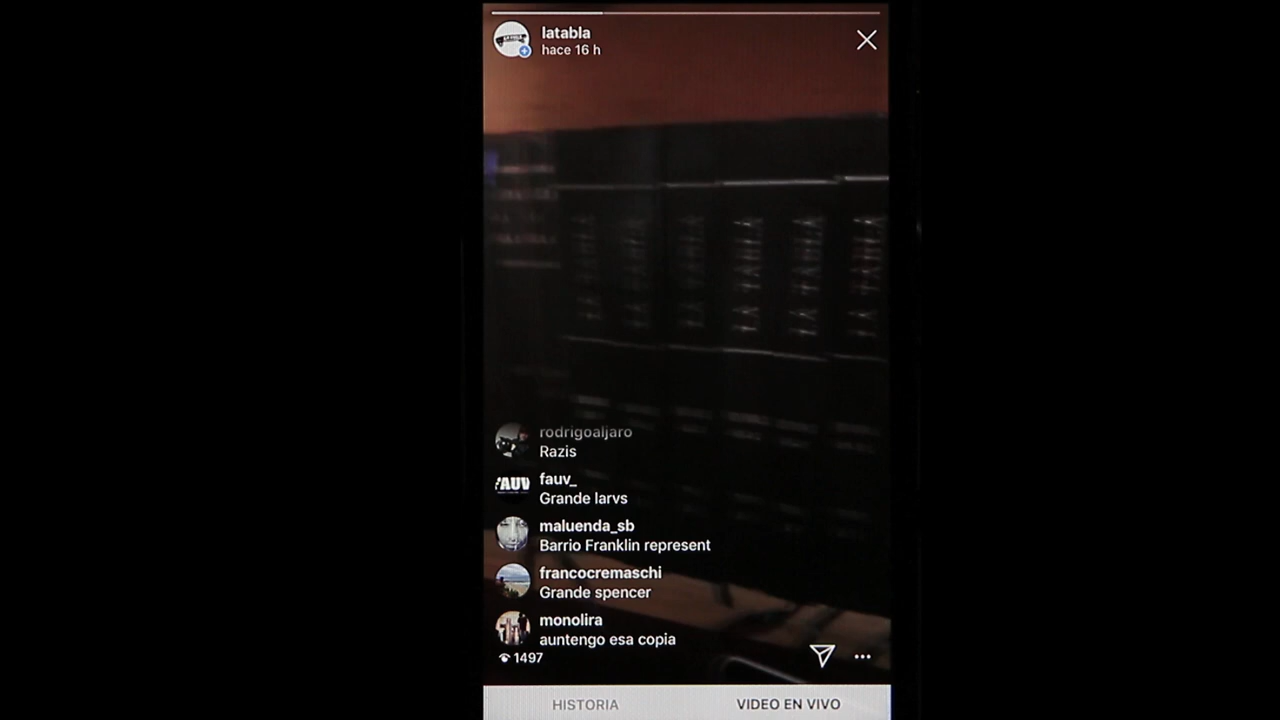 latabla
hace 16 h
rodrigoaljaro
Razis
fauv_
Grande larvs
maluenda_sb
Barrio Franklin represent
francocremaschi
Grande spencer
monolira
auntengo esa copia
1497
HISTORIA
VIDEO EN VIVO